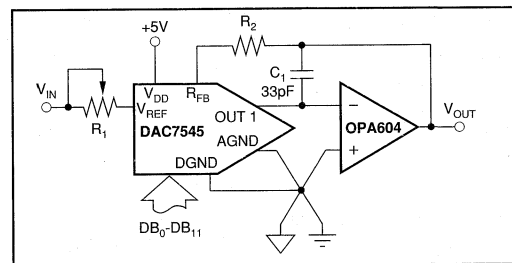 +5V
R2
C1
33pF
VIN
VDD
RFB
VREF
OUT 1
R1
DAC7545
AGND
DGND
DB0-DB11
−
+
OPA604
VOUT